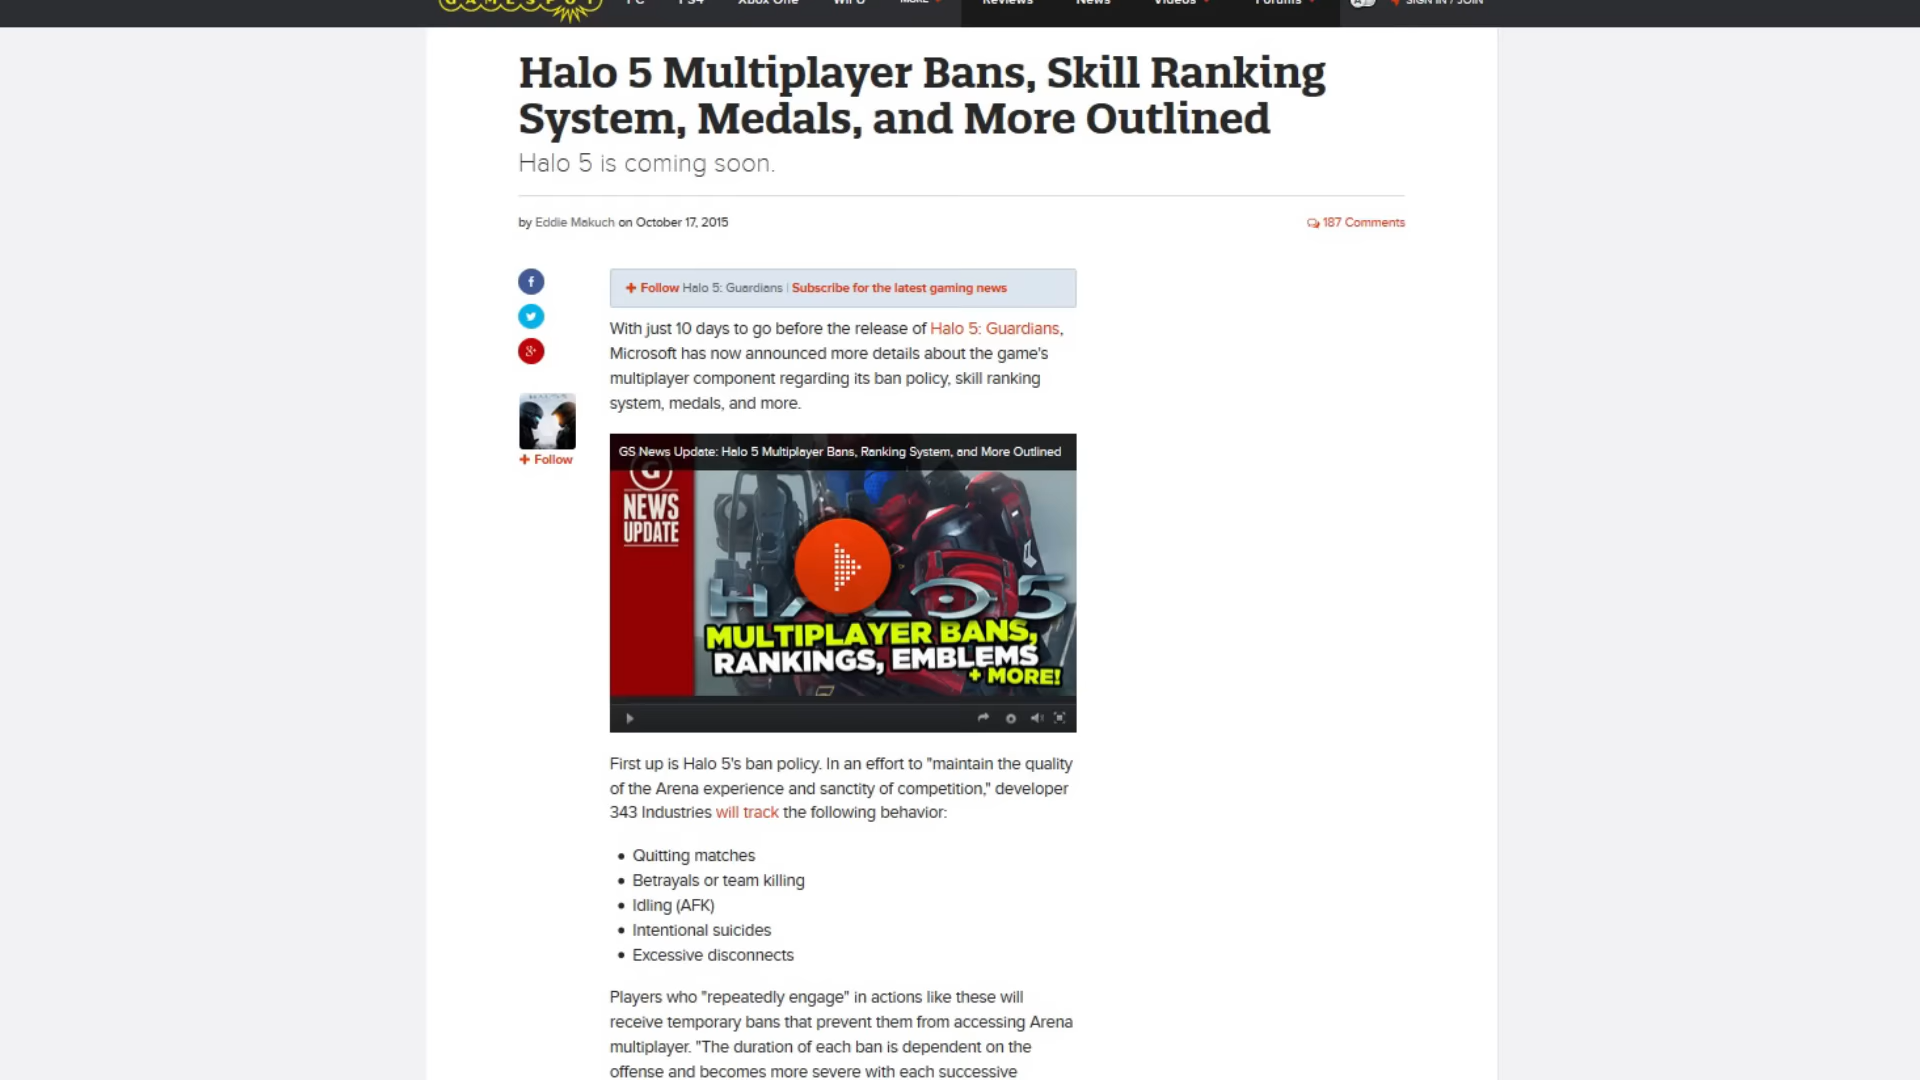 GAMESPOT
PC PS4 Xbox One Wii U MORE Reviews News Videos Forums SIGN IN / JOIN
Halo 5 Multiplayer Bans, Skill Ranking
System, Medals, and More Outlined
Halo 5 is coming soon.
by Eddie Makuch on October 17, 2015
187 Comments
+ Follow Halo 5: Guardians | Subscribe for the latest gaming news
With just 10 days to go before the release of Halo 5: Guardians,
Microsoft has now announced more details about the game's
multiplayer component regarding its ban policy, skill ranking
system, medals, and more.
+ Follow
GS News Update: Halo 5 Multiplayer Bans, Ranking System, and More Outlined
NEWS
UPDATE
HALO 5
MULTIPLAYER BANS,
RANKINGS, EMBLEMS
+ MORE!
First up is Halo 5's ban policy. In an effort to "maintain the quality
of the Arena experience and sanctity of competition," developer
343 Industries will track the following behavior:
• Quitting matches
• Betrayals or team killing
• Idling (AFK)
• Intentional suicides
• Excessive disconnects
Players who "repeatedly engage" in actions like these will
receive temporary bans that prevent them from accessing Arena
multiplayer. "The duration of each ban is dependent on the
offense and becomes more severe with each successive